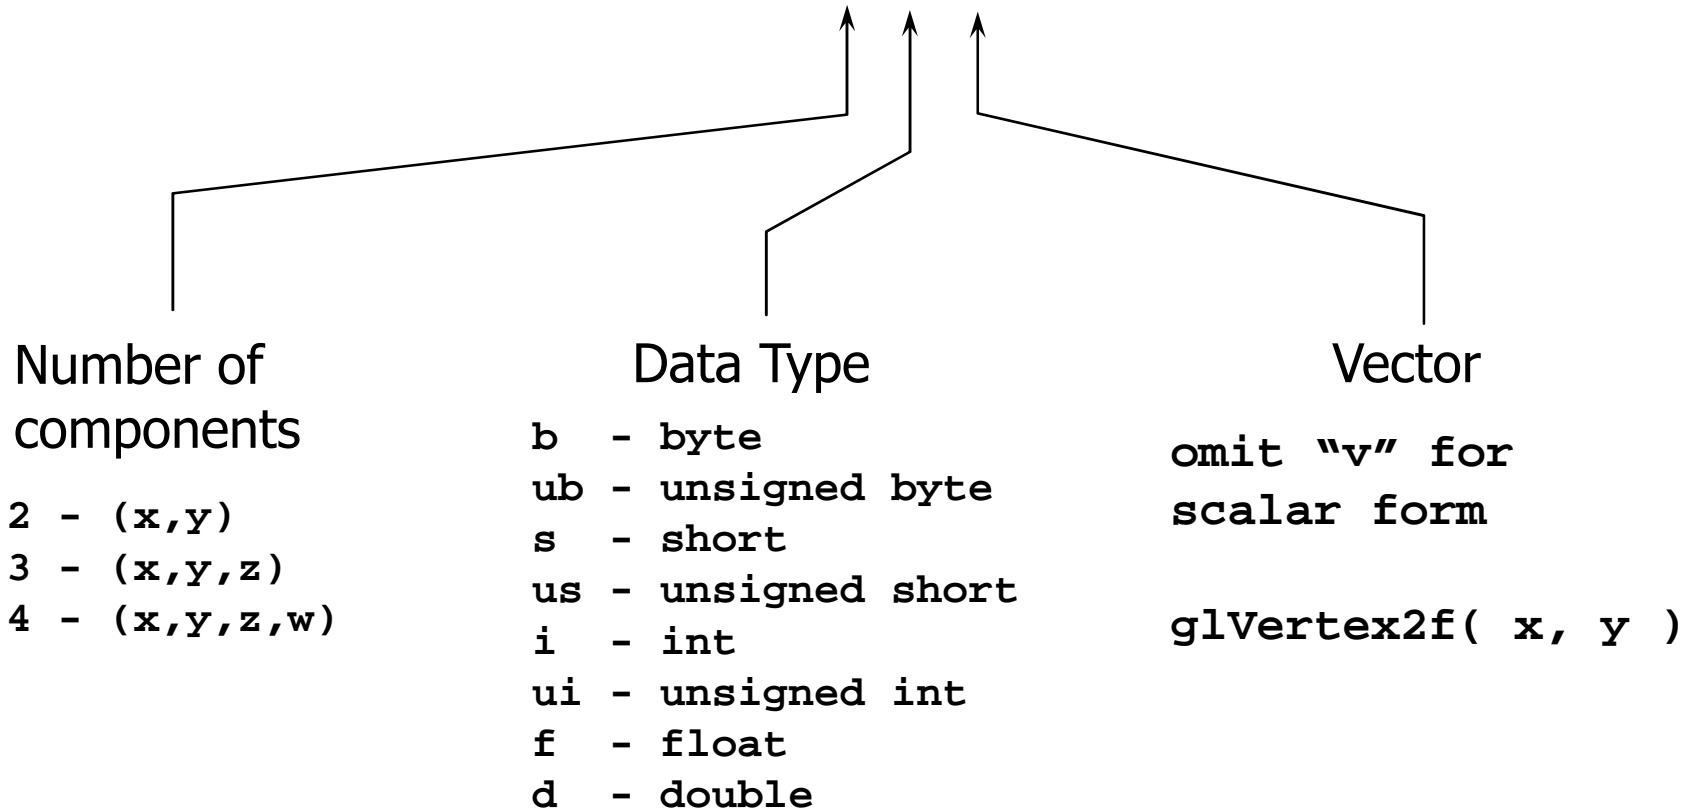 Number of
components
2 - (x,y)
3 - (x,y,z)
4 - (x,y,z,w)
Data Type
b - byte
ub - unsigned byte
s - short
us - unsigned short
i - int
ui - unsigned int
f - float
d - double
Vector
omit “v” for
scalar form
glVertex2f( x, y )